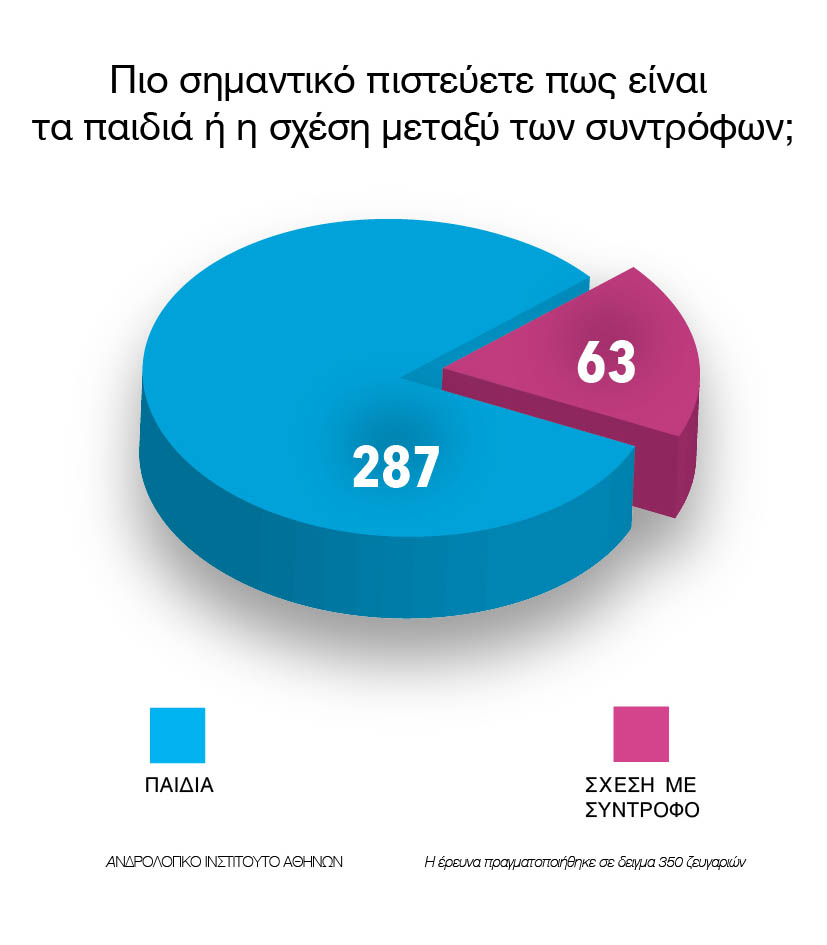 Πιο σημαντικό πιστεύετε πως είναι
τα παιδιά ή η σχέση μεταξύ των συντρόφων;
63
287
ΠΑΙΔΙΑ
ΣΧΕΣΗ ΜΕ
ΣΥΝΤΡΟΦΟ
ΑΝΔΡΟΛΟΓΙΚΟ ΙΝΣΤΙΤΟΥΤΟ ΑΘΗΝΩΝ
Η έρευνα πραγματοποιήθηκε σε δειγμα 350 ζευγαριών